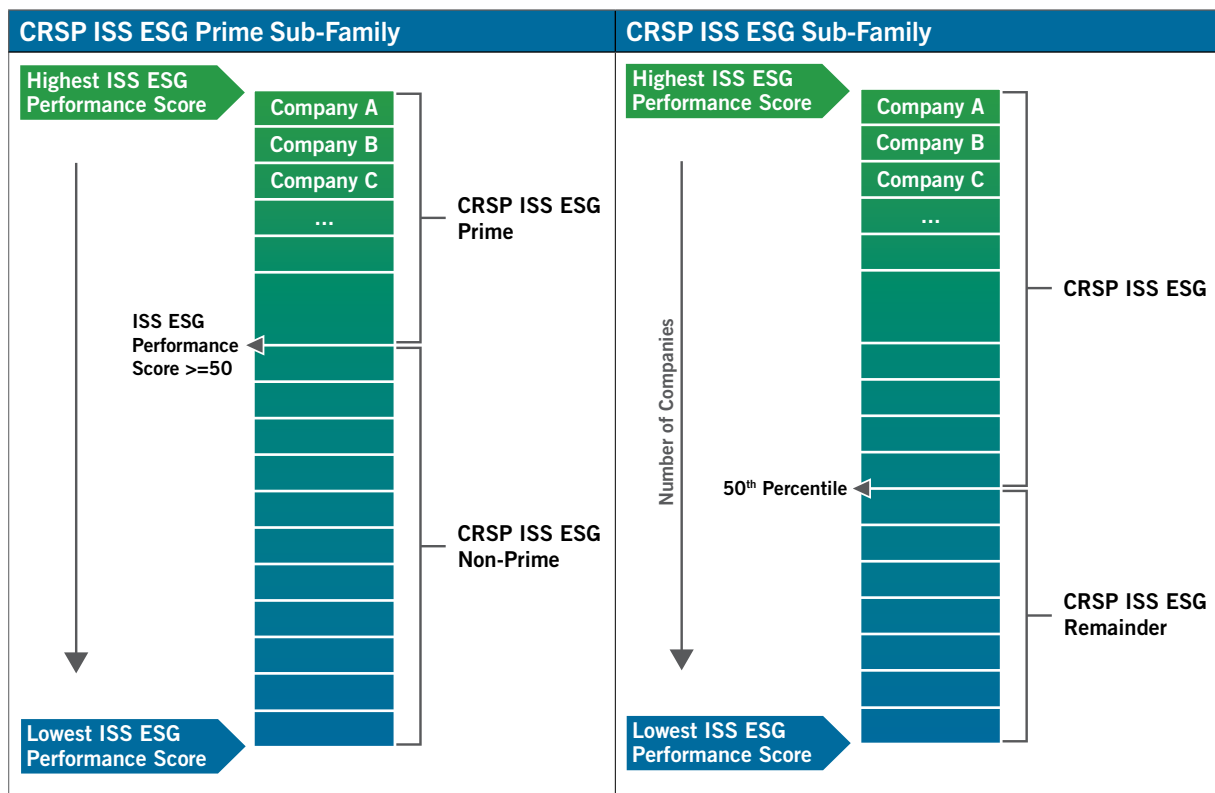 CRSP ISS ESG Prime Sub-Family
Highest ISS ESG
Performance Score
Company A
Company B
Company C
...
CRSP ISS ESG
Prime
ISS ESG
Performance
Score >=50
CRSP ISS ESG
Non-Prime
Lowest ISS ESG
Performance Score
CRSP ISS ESG Sub-Family
Highest ISS ESG
Performance Score
Company A
Company B
Company C
...
CRSP ISS ESG
Number of Companies
50th Percentile
CRSP ISS ESG
Remainder
Lowest ISS ESG
Performance Score